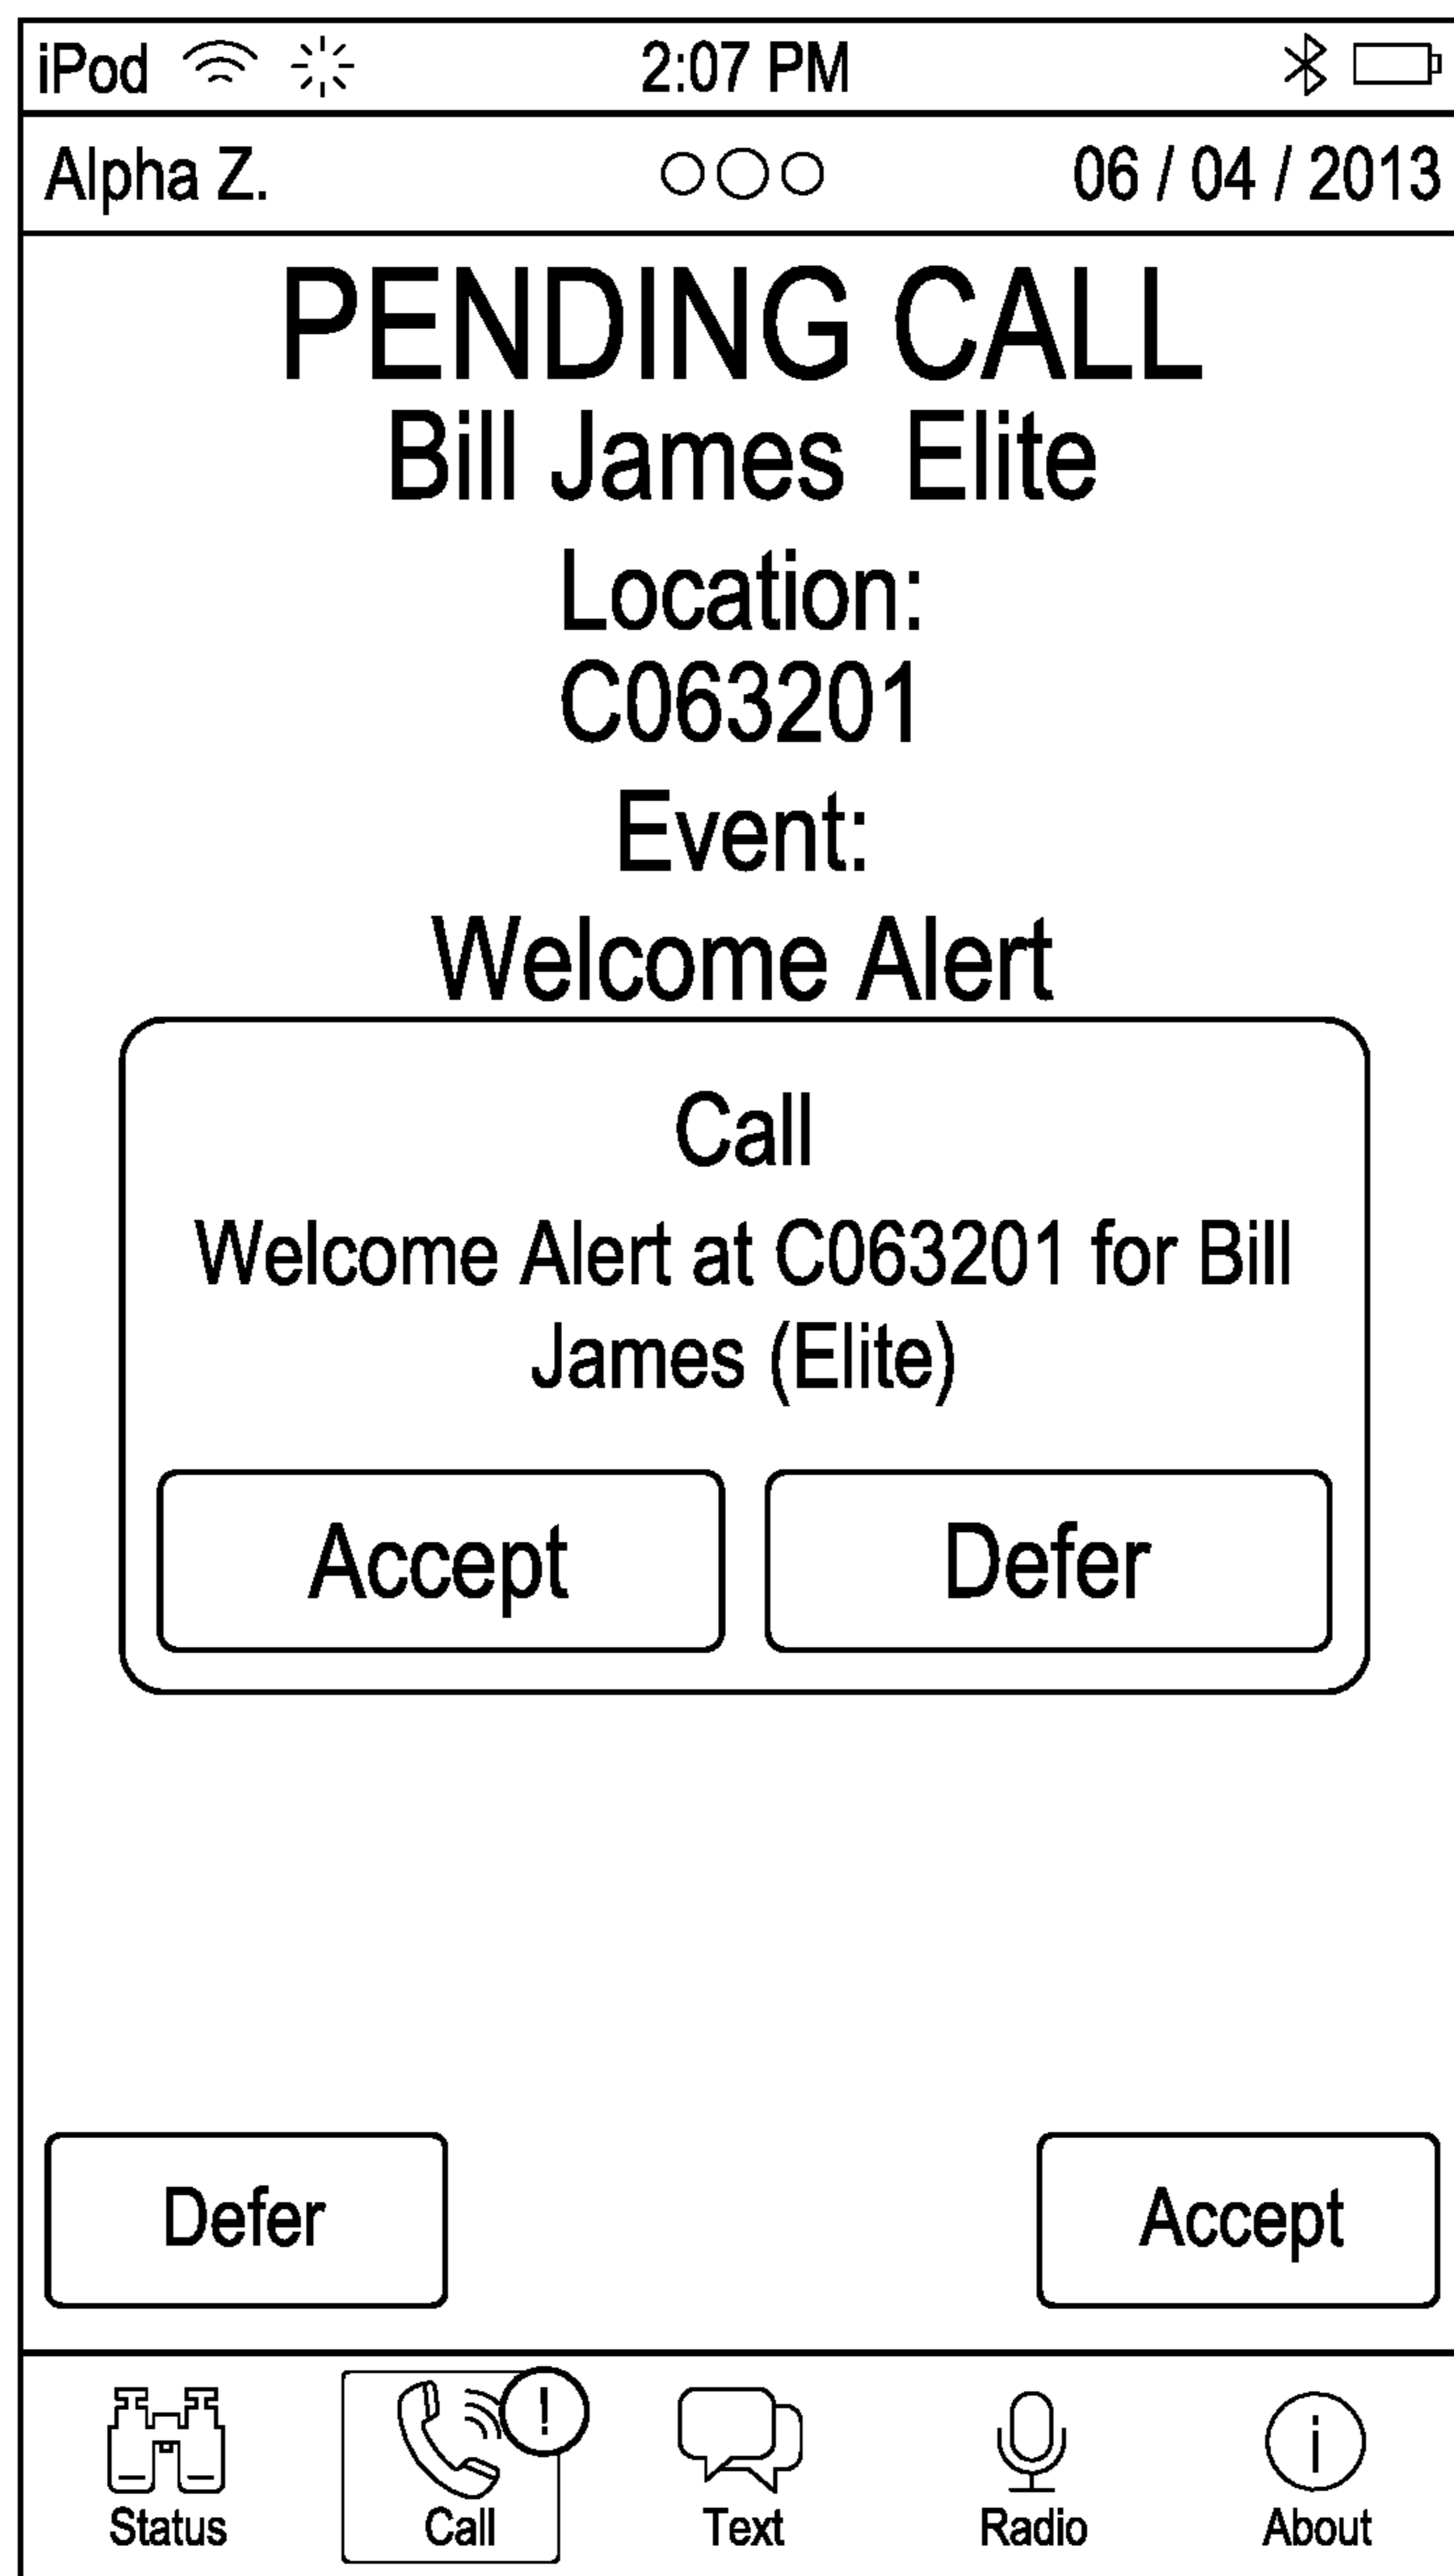 iPod 2:07 PM
Alpha Z. 06 / 04 / 2013
PENDING CALL
Bill James Elite
Location:
C063201
Event:
Welcome Alert
Call
Welcome Alert at C063201 for Bill
James (Elite)
Accept Defer
Defer Accept
!
i
Status Call Text Radio About